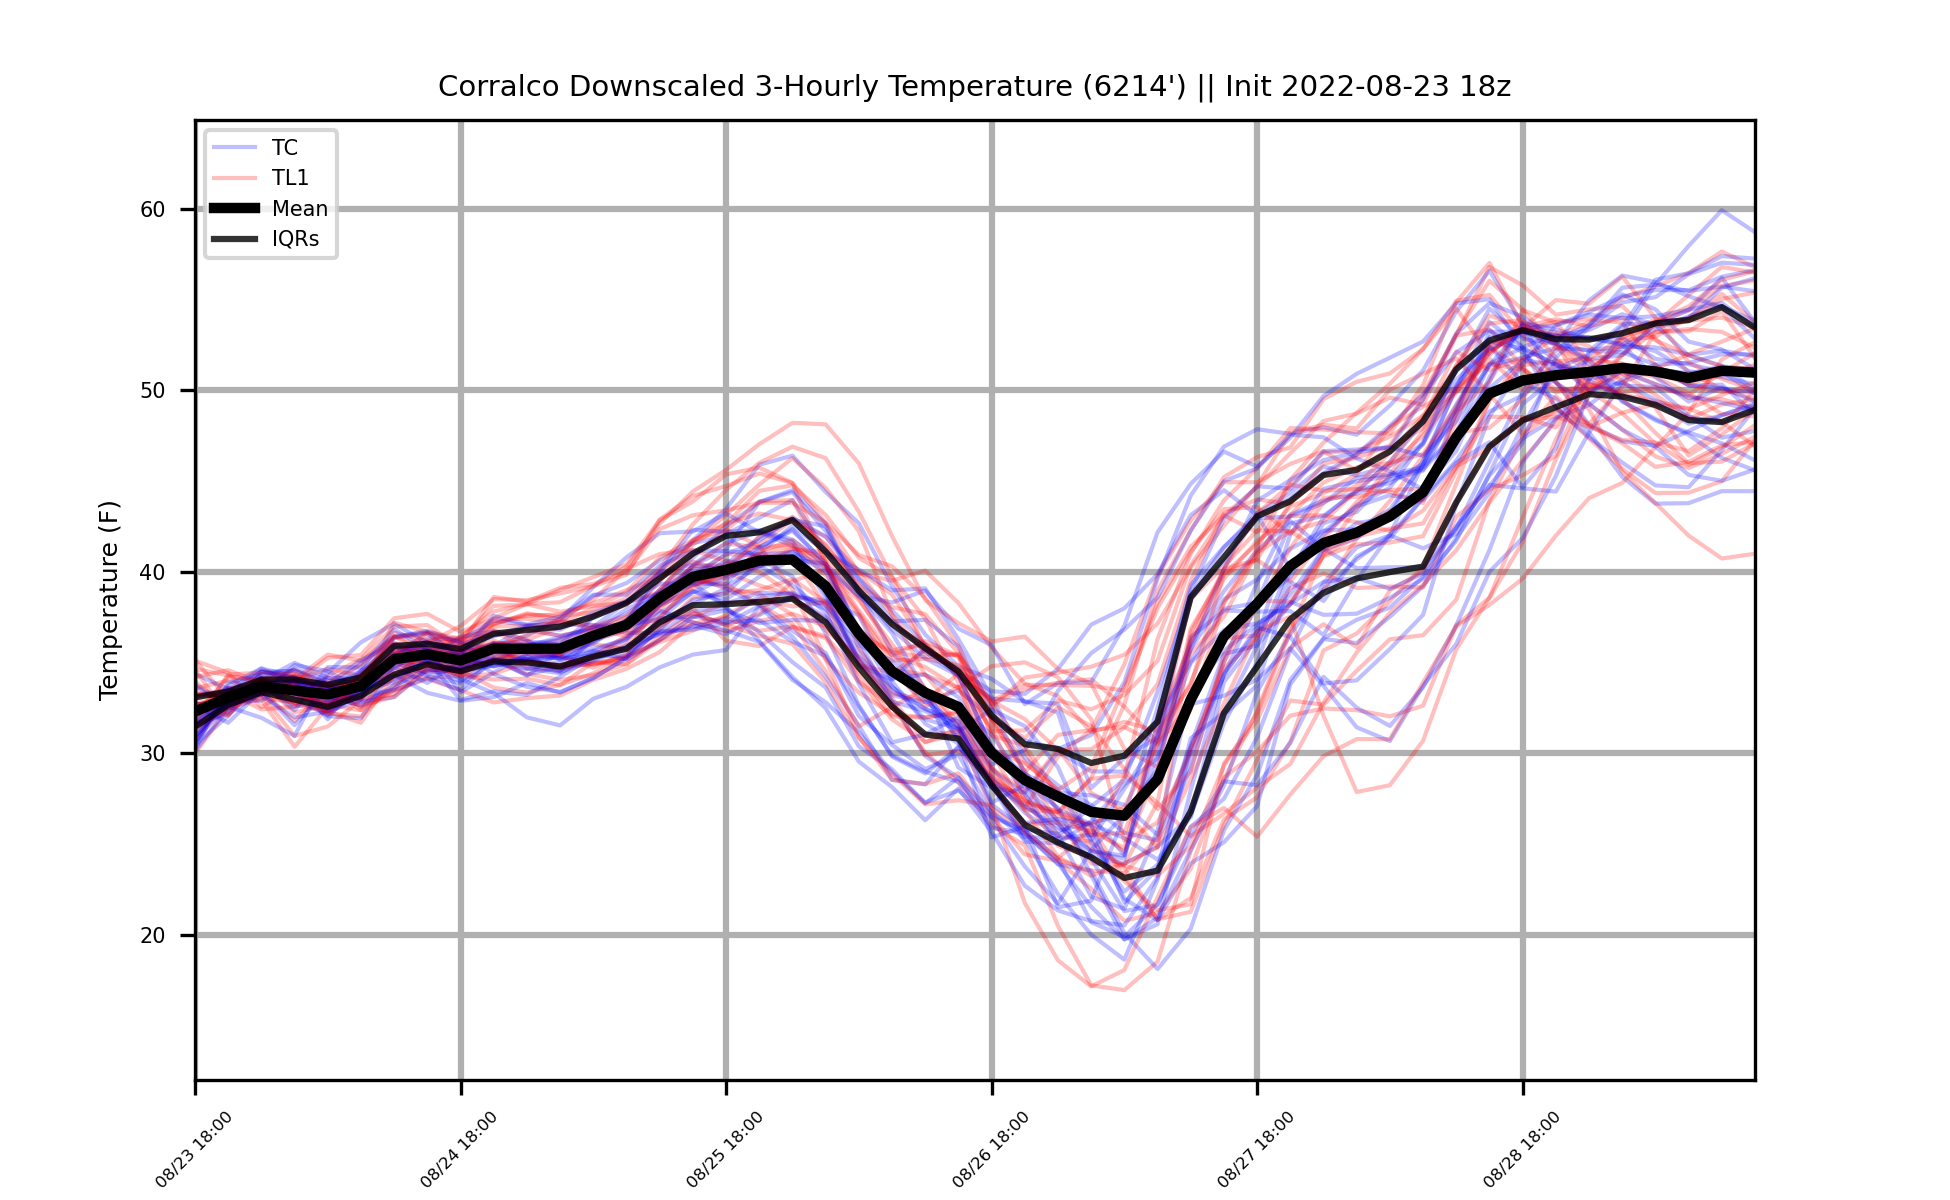 Corralco Downscaled 3-Hourly Temperature (6214') || Init 2022-08-23 18z
TC
TL1
Mean
IQRs
Temperature (F)
60
50
40
30
20
08/23 18:00
08/24 18:00
08/25 18:00
08/26 18:00
08/27 18:00
08/28 18:00